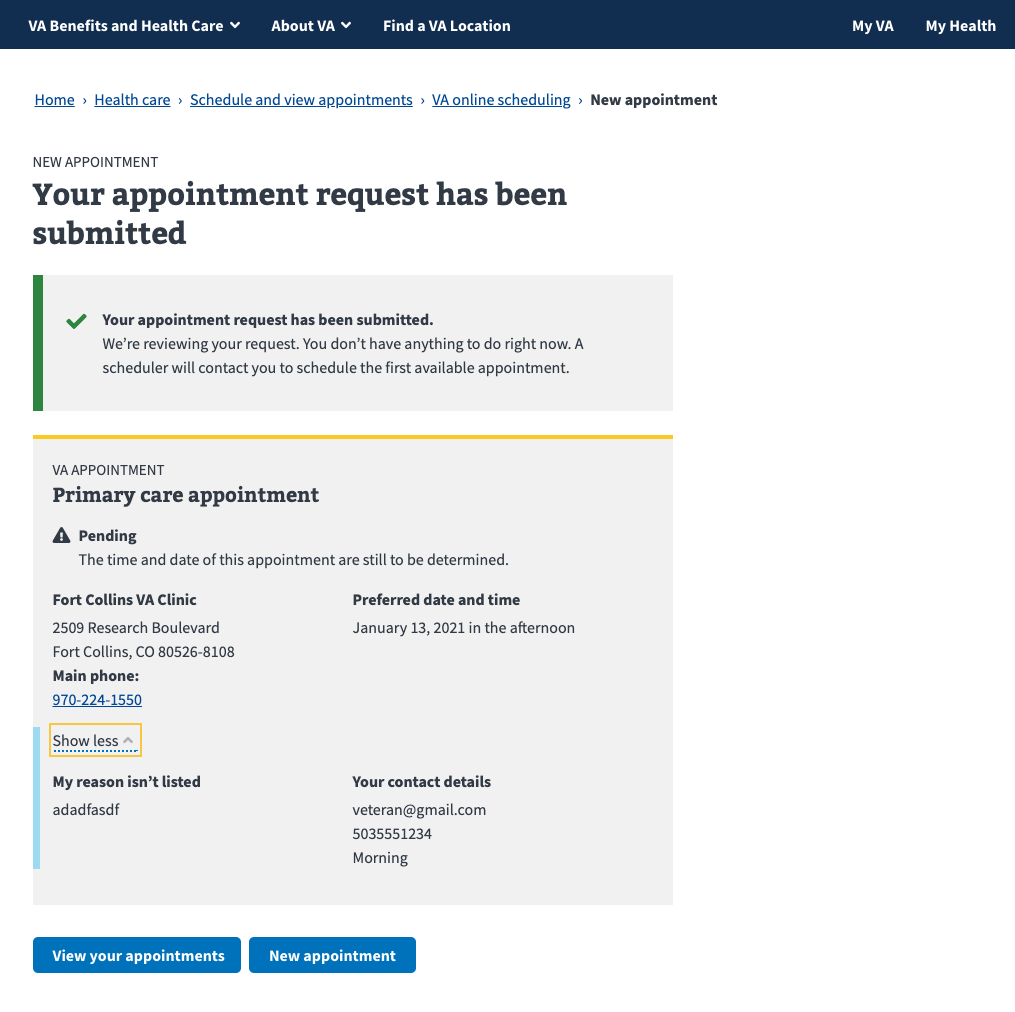 VA Benefits and Health Care About VA Find a VA Location My VA My Health
Home › Health care › Schedule and view appointments › VA online scheduling › New appointment
NEW APPOINTMENT
Your appointment request has been
submitted
Your appointment request has been submitted.
We’re reviewing your request. You don’t have anything to do right now. A
scheduler will contact you to schedule the first available appointment.
VA APPOINTMENT
Primary care appointment
Pending
The time and date of this appointment are still to be determined.
Fort Collins VA Clinic
2509 Research Boulevard
Fort Collins, CO 80526-8108
Main phone:
970-224-1550
Preferred date and time
January 13, 2021 in the afternoon
Show less
My reason isn’t listed
adadfasdf
Your contact details
veteran@gmail.com
5035551234
Morning
View your appointments New appointment